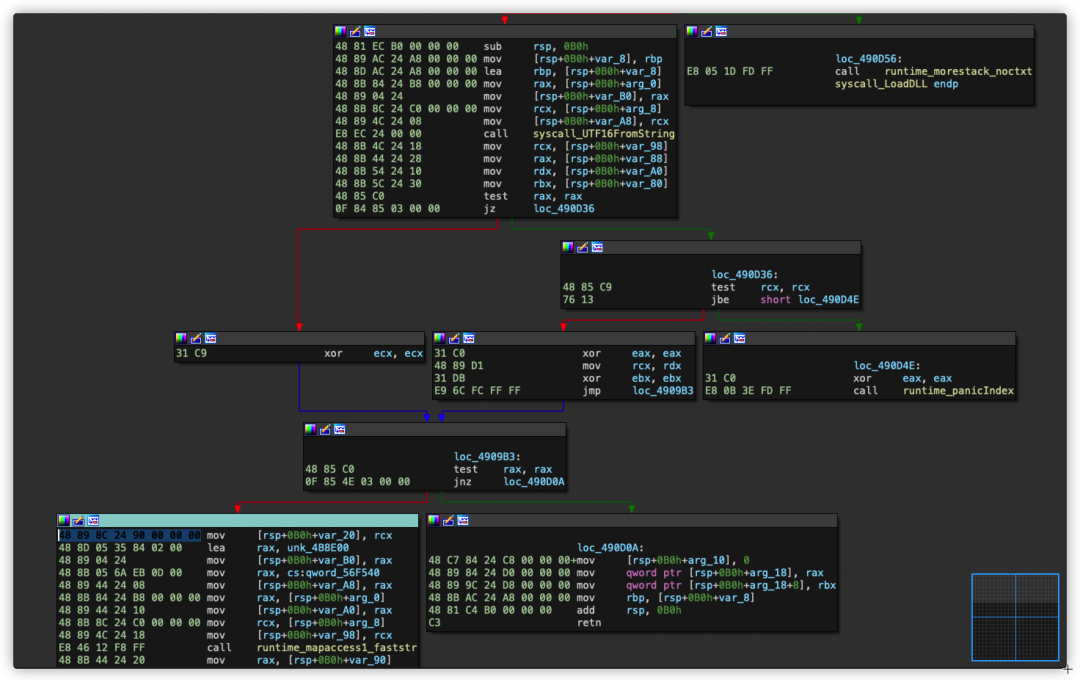 48 81 EC B0 00 00 00 sub rsp, 0B0h
48 89 AC 24 A8 00 00 00 mov [rsp+0B0h+var_8], rbp
48 8D AC 24 A8 00 00 00 lea rbp, [rsp+0B0h+var_8]
48 8B 84 24 B8 00 00 00 mov rax, [rsp+0B0h+arg_0]
48 89 04 24 mov [rsp+0B0h+var_B0], rax
48 8B 8C 24 C0 00 00 00 mov rcx, [rsp+0B0h+arg_8]
48 89 4C 24 08 mov [rsp+0B0h+var_A8], rcx
E8 EC 24 00 00 call syscall_UTF16FromString
48 8B 4C 24 18 mov rcx, [rsp+0B0h+var_98]
48 8B 44 24 28 mov rax, [rsp+0B0h+var_88]
48 8B 54 24 10 mov rdx, [rsp+0B0h+var_A0]
48 8B 5C 24 30 mov rbx, [rsp+0B0h+var_80]
48 85 C0 test rax, rax
0F 84 85 03 00 00 jz loc_490D36
loc_490D56:
E8 05 1D FD FF call runtime_morestack_noctxt
syscall_LoadDLL endp
loc_490D36:
48 85 C9 test rcx, rcx
76 13 jbe short loc_490D4E
31 C9 xor ecx, ecx
31 C0 xor eax, eax
48 89 D1 mov rcx, rdx
31 DB xor ebx, ebx
E9 6C FC FF FF jmp loc_4909B3
loc_490D4E:
31 C0 xor eax, eax
E8 0B 3E FD FF call runtime_panicIndex
loc_4909B3:
48 85 C0 test rax, rax
0F 85 4E 03 00 00 jnz loc_490D0A
48 89 8C 24 90 00 00 00 mov [rsp+0B0h+var_20], rcx
48 8D 05 35 84 02 00 lea rax, unk_4B8E00
48 89 04 24 mov [rsp+0B0h+var_B0], rax
48 8B 05 6A EB 0D 00 mov rax, cs:qword_56F540
48 89 44 24 08 mov [rsp+0B0h+var_A8], rax
48 8B 84 24 B8 00 00 00 mov rax, [rsp+0B0h+arg_0]
48 89 44 24 10 mov [rsp+0B0h+var_A0], rax
48 8B 8C 24 C0 00 00 00 mov rcx, [rsp+0B0h+arg_8]
48 89 4C 24 18 mov [rsp+0B0h+var_98], rcx
E8 46 12 F8 FF call runtime_mapaccess1_faststr
48 8B 44 24 20 mov rax, [rsp+0B0h+var_90]
loc_490D0A:
48 C7 84 24 C8 00 00 00+mov [rsp+0B0h+arg_10], 0
48 89 84 24 D0 00 00 00 mov qword ptr [rsp+0B0h+arg_18], rax
48 89 9C 24 D8 00 00 00 mov qword ptr [rsp+0B0h+arg_18+8], rbx
48 8B AC 24 A8 00 00 00 mov rbp, [rsp+0B0h+var_8]
48 81 C4 B0 00 00 00 add rsp, 0B0h
C3 retn